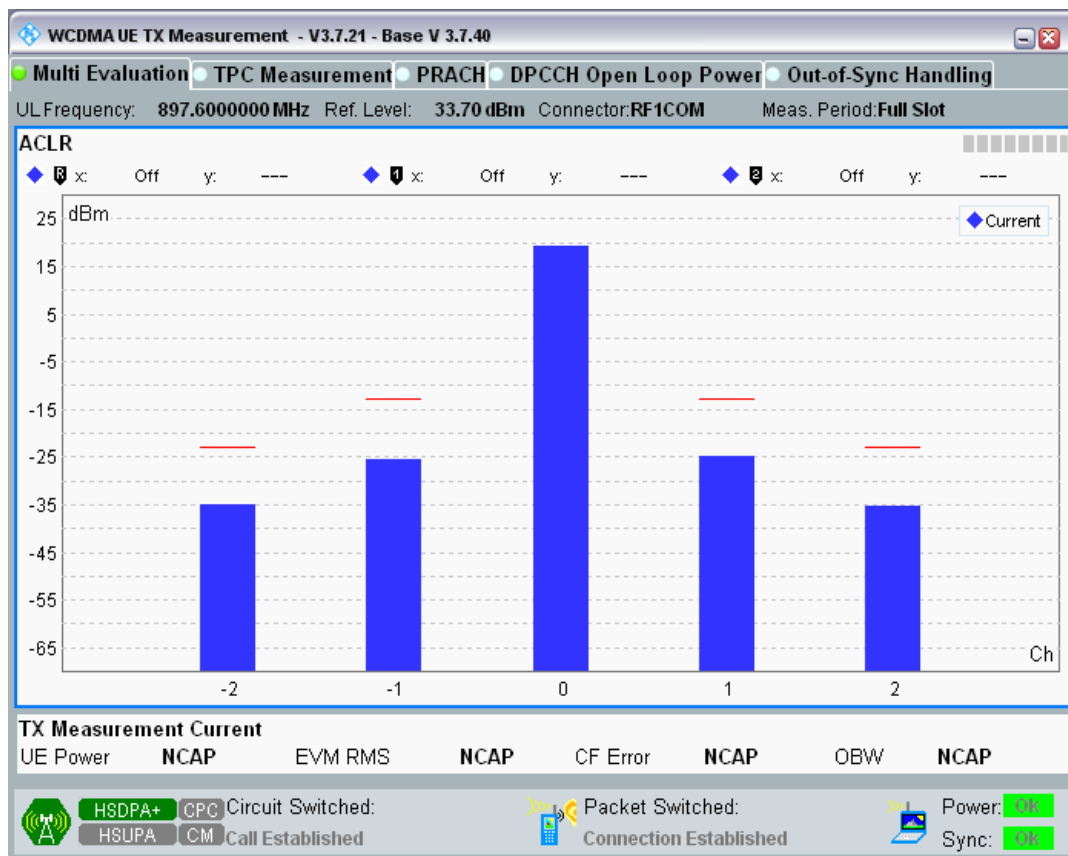 WCDMA UE TX Measurement - V3.7.21 - Base V 3.7.40
Multi Evaluation TPC Measurement PRACH DPCCH Open Loop Power Out-of-Sync Handling
UL Frequency: 897.6000000 MHz Ref. Level: 33.70 dBm Connector:RF1COM Meas. Period:Full Slot
ACLR
R x: Off y: --- 1 x: Off y: --- 2 x: Off y: ---
dBm
Current
25
15
5
-5
-15
-25
-35
-45
-55
-65
Ch
-2 -1 0 1 2
TX Measurement Current
UE Power NCAP EVM RMS NCAP CF Error NCAP OBW NCAP
HSDPA+ CPC Circuit Switched: Packet Switched: Power: OK
HSUPA CM Call Established Connection Established Sync: OK